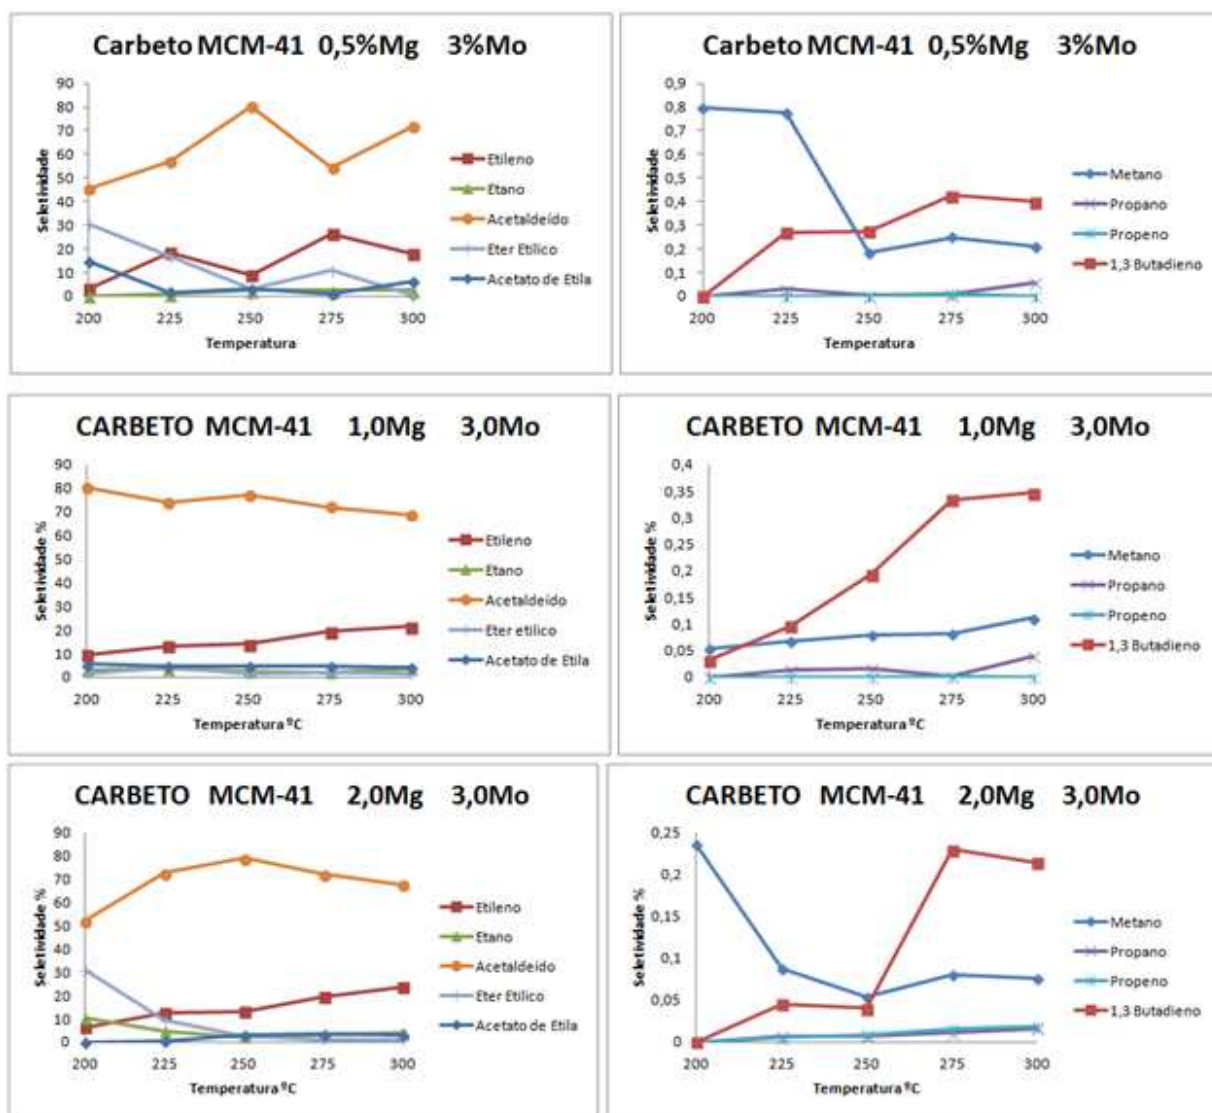 Carbeto MCM-41 0,5%Mg 3%Mo
90
80
70
60
50
40
30
20
10
0
Seletividade
200 225 250 275 300
Temperatura
Etileno
Etano
Acetaldeído
Eter Etílico
Acetato de Etila
Carbeto MCM-41 0,5%Mg 3%Mo
0,9
0,8
0,7
0,6
0,5
0,4
0,3
0,2
0,1
0
Seletividade
200 225 250 275 300
Temperatura
Metano
Propano
Propeno
1,3 Butadieno
CARBETO MCM-41 1,0Mg 3,0Mo
90
80
70
60
50
40
30
20
10
0
Seletividade %
200 225 250 275 300
Temperatura ºC
Etileno
Etano
Acetaldeído
Eter etílico
Acetato de Etila
CARBETO MCM-41 1,0Mg 3,0Mo
0,4
0,35
0,3
0,25
0,2
0,15
0,1
0,05
0
Seletividade %
200 225 250 275 300
Temperatura ºC
Metano
Propano
Propeno
1,3 Butadieno
CARBETO MCM-41 2,0Mg 3,0Mo
90
80
70
60
50
40
30
20
10
0
Seletividade %
200 225 250 275 300
Temperatura ºC
Etileno
Etano
Acetaldeído
Eter Etílico
Acetato de Etila
CARBETO MCM-41 2,0Mg 3,0Mo
0,25
0,2
0,15
0,1
0,05
0
Seletividade %
200 225 250 275 300
Temperatura ºC
Metano
Propano
Propeno
1,3 Butadieno